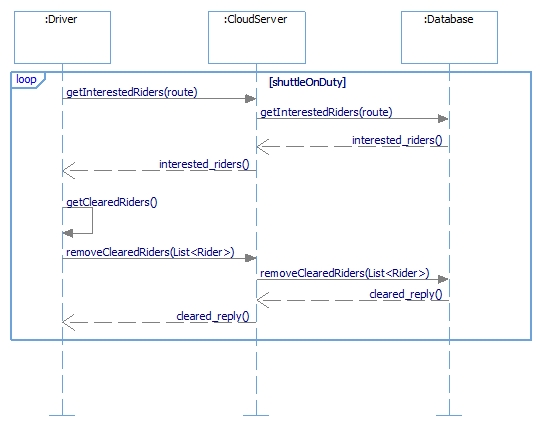 :Driver
:CloudServer
:Database
loop
[shuttleOnDuty]
getInterestedRiders(route)
getInterestedRiders(route)
interested_riders()
interested_riders()
getClearedRiders()
removeClearedRiders(List<Rider>)
removeClearedRiders(List<Rider>)
cleared_reply()
cleared_reply()